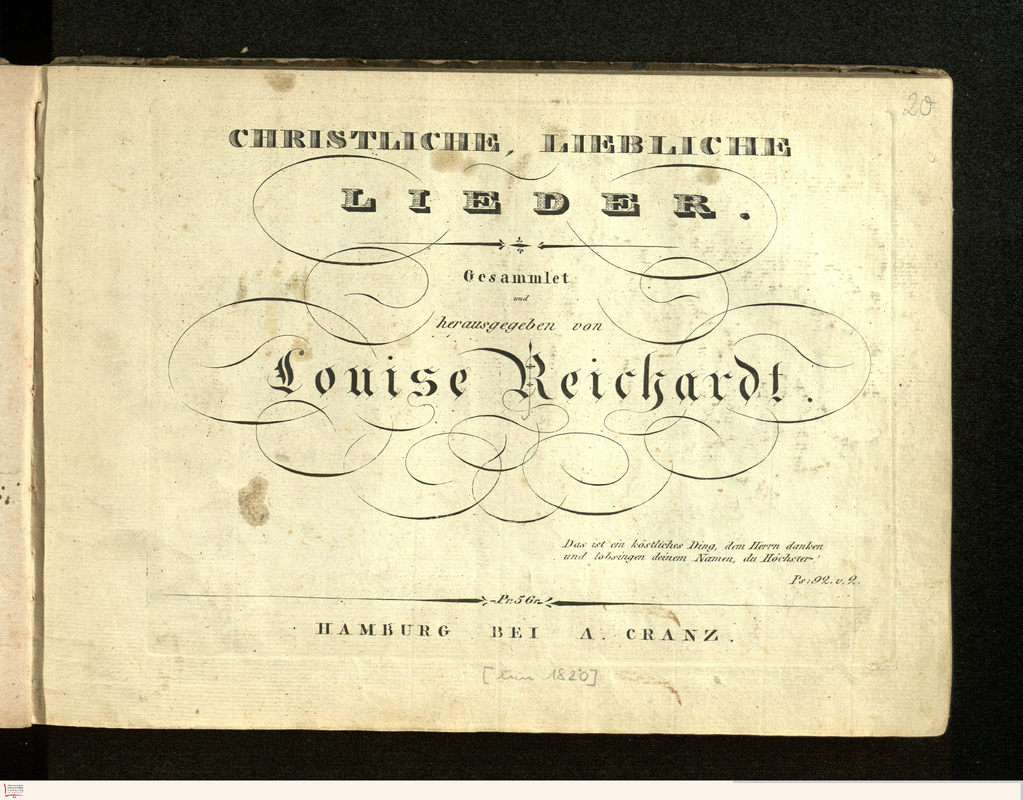 20
CHRISTLICHE, LIEBLICHE
LIEDER.
Gesammlet
und
herausgegeben von
Louise Reichardt.
Das ist ein köstliches Ding, dem Herrn danken
und lobsingen deinem Namen, du Höchster!
Ps: 92. v. 2.
Pr. 5 Gr.
HAMBURG BEI A. CRANZ.
[um 1820]